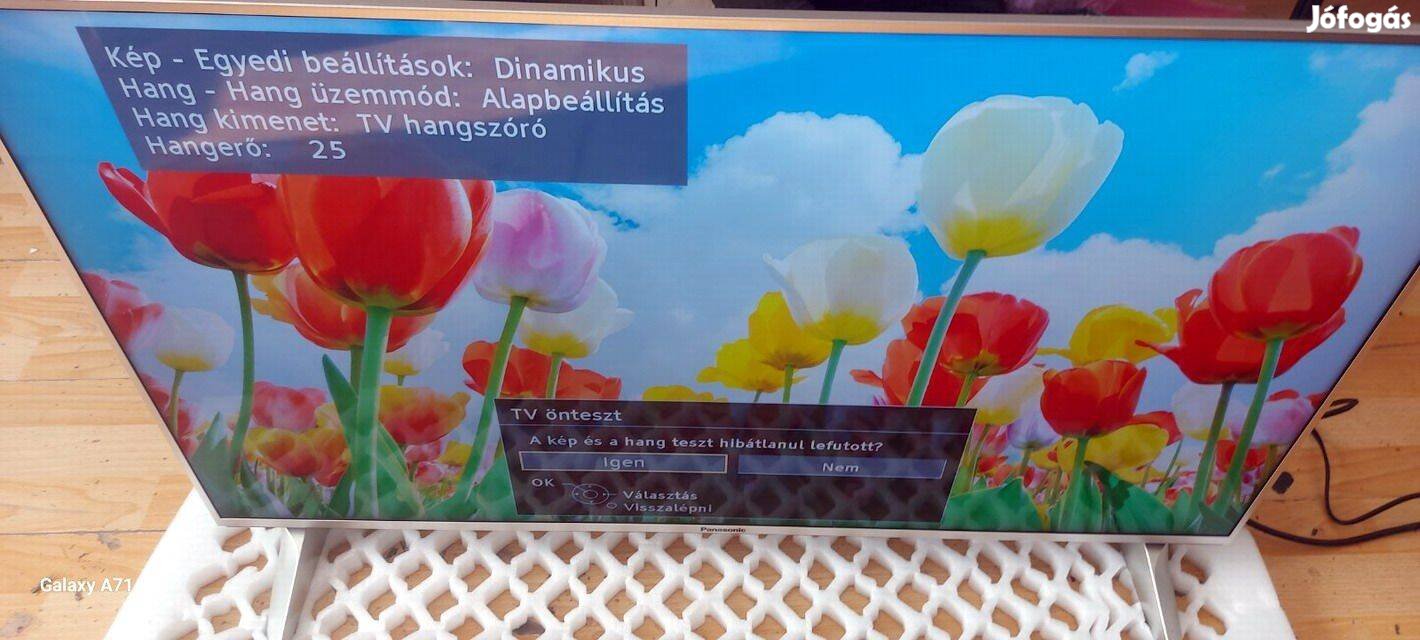 Jófogás
Kép - Egyedi beállítások: Dinamikus
Hang - Hang üzemmód: Alapbeállítás
Hang kimenet: TV hangszóró
Hangerő: 25
TV önteszt
A kép és a hang teszt hibátlanul lefutott?
Igen Nem
OK
Választás
Visszalépni
Panasonic
Galaxy A71